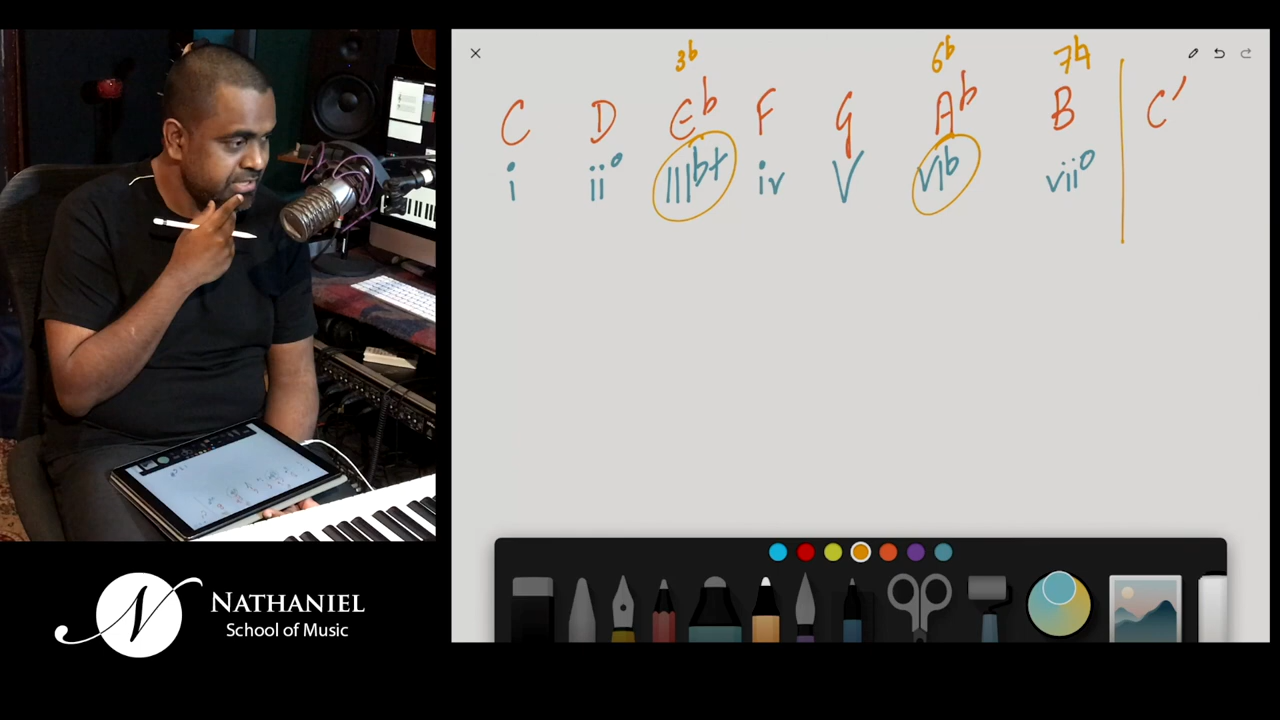 3b 6b 7♮
C D Eb F G Ab B C'
i ii° IIIb+ iv V VIb vii°
N
NATHANIEL
School of Music